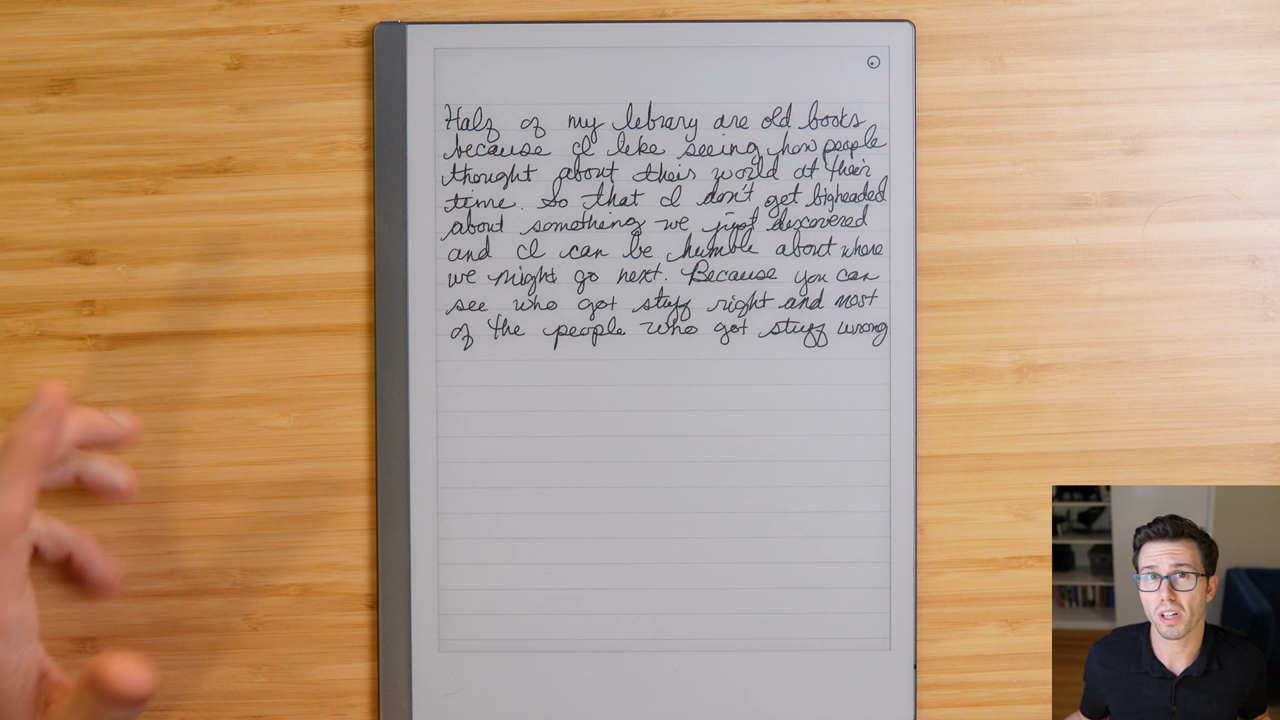 Half of my library are old books
because I like seeing how people
thought about their world at their
time. So that I don't get bigheaded
about something we just discovered
and I can be humble about where
we might go next. Because you can
see who got stuff right and most
of the people who got stuff wrong